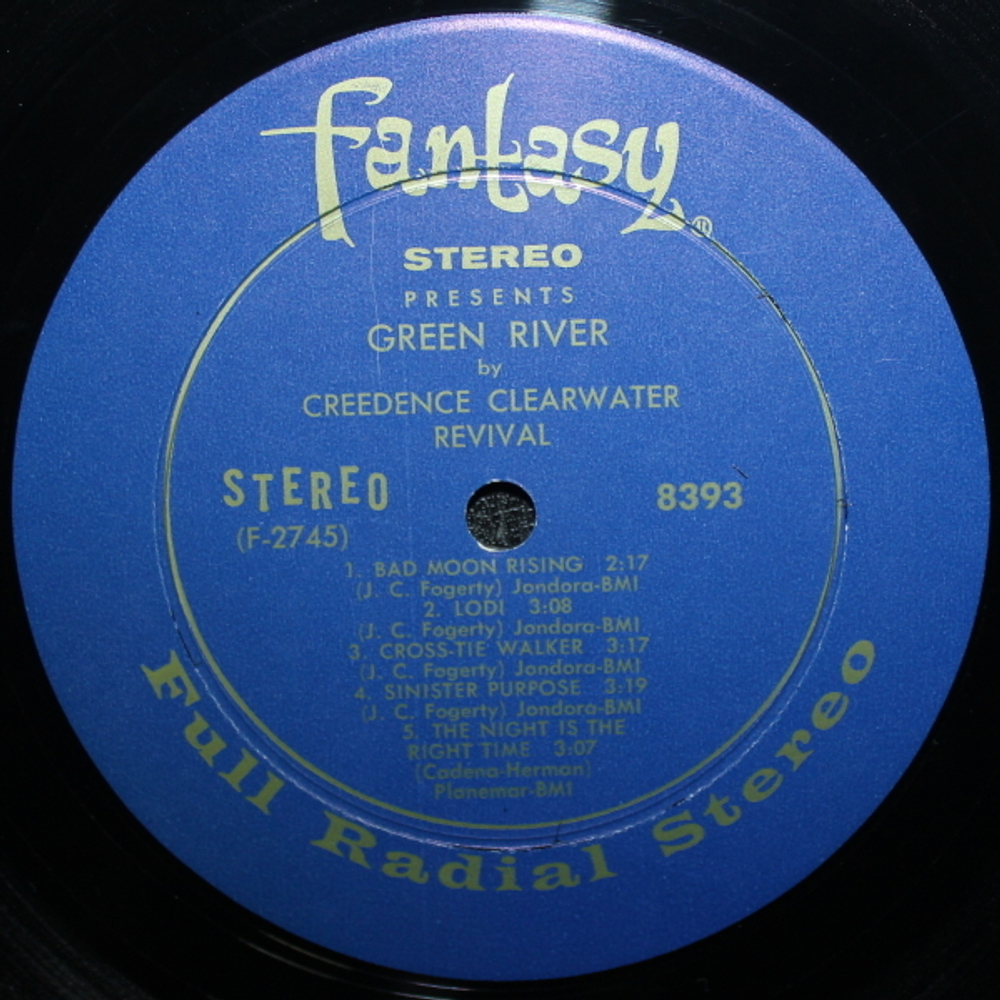 Fantasy®
STEREO
PRESENTS
GREEN RIVER
by
CREEDENCE CLEARWATER
REVIVAL
STEREO 8393
(F-2745)
1. BAD MOON RISING 2:17
(J. C. Fogerty) Jondora-BMI
2. LODI 3:08
(J. C. Fogerty) Jondora-BMI
3. CROSS-TIE WALKER 3:17
(J. C. Fogerty) Jondora-BMI
4. SINISTER PURPOSE 3:19
(J. C. Fogerty) Jondora-BMI
5. THE NIGHT IS THE
RIGHT TIME 3:07
(Cadena-Herman)
Planemar-BMI
Full Radial Stereo